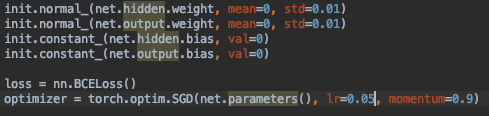 init.normal_(net.hidden.weight, mean=0, std=0.01)
init.normal_(net.output.weight, mean=0, std=0.01)
init.constant_(net.hidden.bias, val=0)
init.constant_(net.output.bias, val=0)
loss = nn.BCELoss()
optimizer = torch.optim.SGD(net.parameters(), lr=0.05, momentum=0.9)